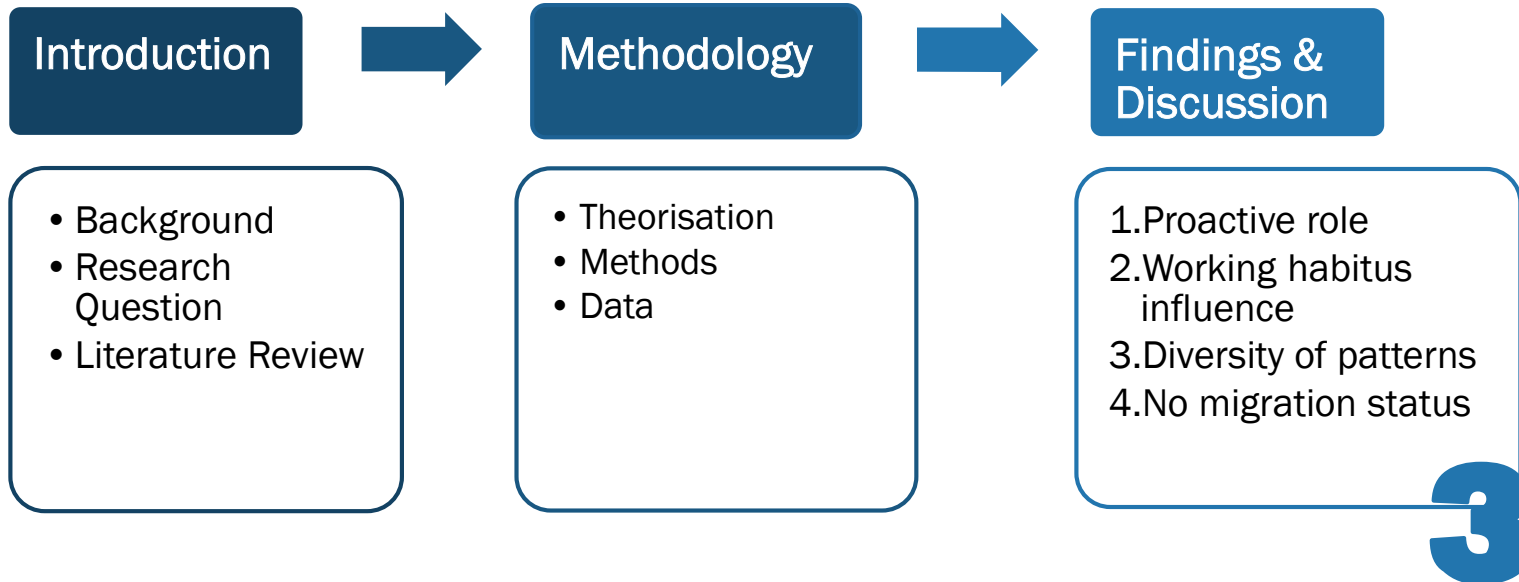 Introduction
Methodology
Findings &
Discussion
• Background
• Research
Question
• Literature Review
• Theorisation
• Methods
• Data
1.Proactive role
2.Working habitus
influence
3.Diversity of patterns
4.No migration status
3